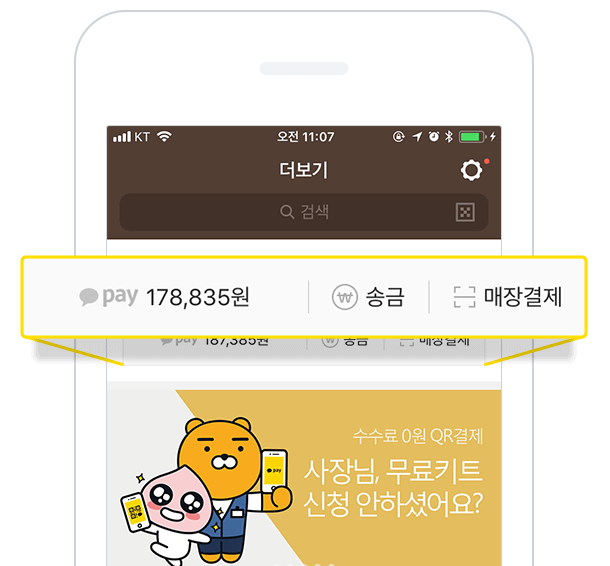 KT 오전 11:07
더보기
검색
pay 178,835원 송금 매장결제
pay 187,385원 송금 매장결제
수수료 0원 QR결제
사장님, 무료키트
신청 안하셨어요?
pay